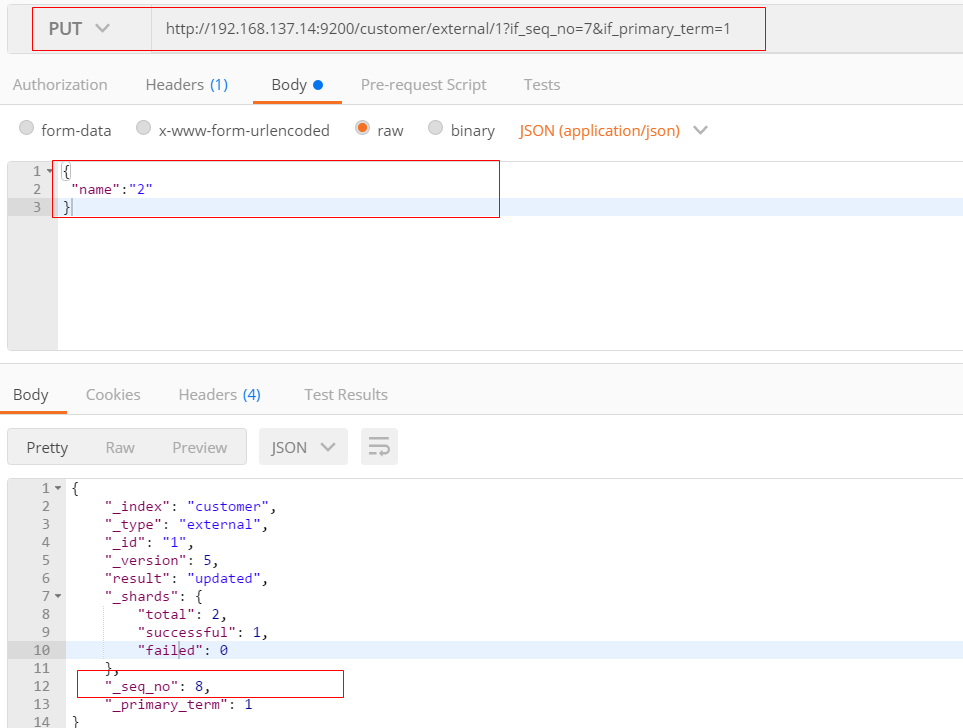 PUT http://192.168.137.14:9200/customer/external/1?if_seq_no=7&if_primary_term=1
Authorization Headers (1) Body Pre-request Script Tests
form-data x-www-form-urlencoded raw binary JSON (application/json)
1 {
2 "name":"2"
3 }
Body Cookies Headers (4) Test Results
Pretty Raw Preview JSON
1 {
2 "_index": "customer",
3 "_type": "external",
4 "_id": "1",
5 "_version": 5,
6 "result": "updated",
7 "_shards": {
8 "total": 2,
9 "successful": 1,
10 "failed": 0
11 },
12 "_seq_no": 8,
13 "_primary_term": 1
14 }